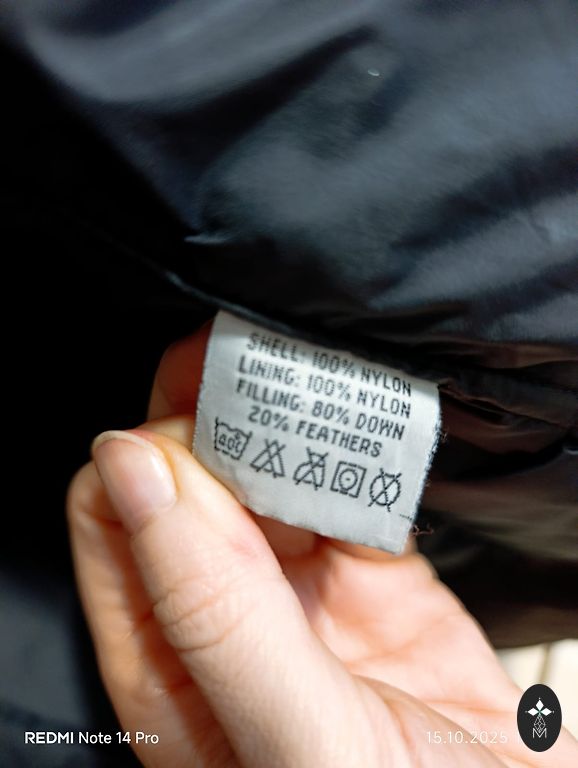 SHELL: 100% NYLON
LINING: 100% NYLON
FILLING: 80% DOWN
20% FEATHERS
40°
REDMI Note 14 Pro
15.10.2025
M